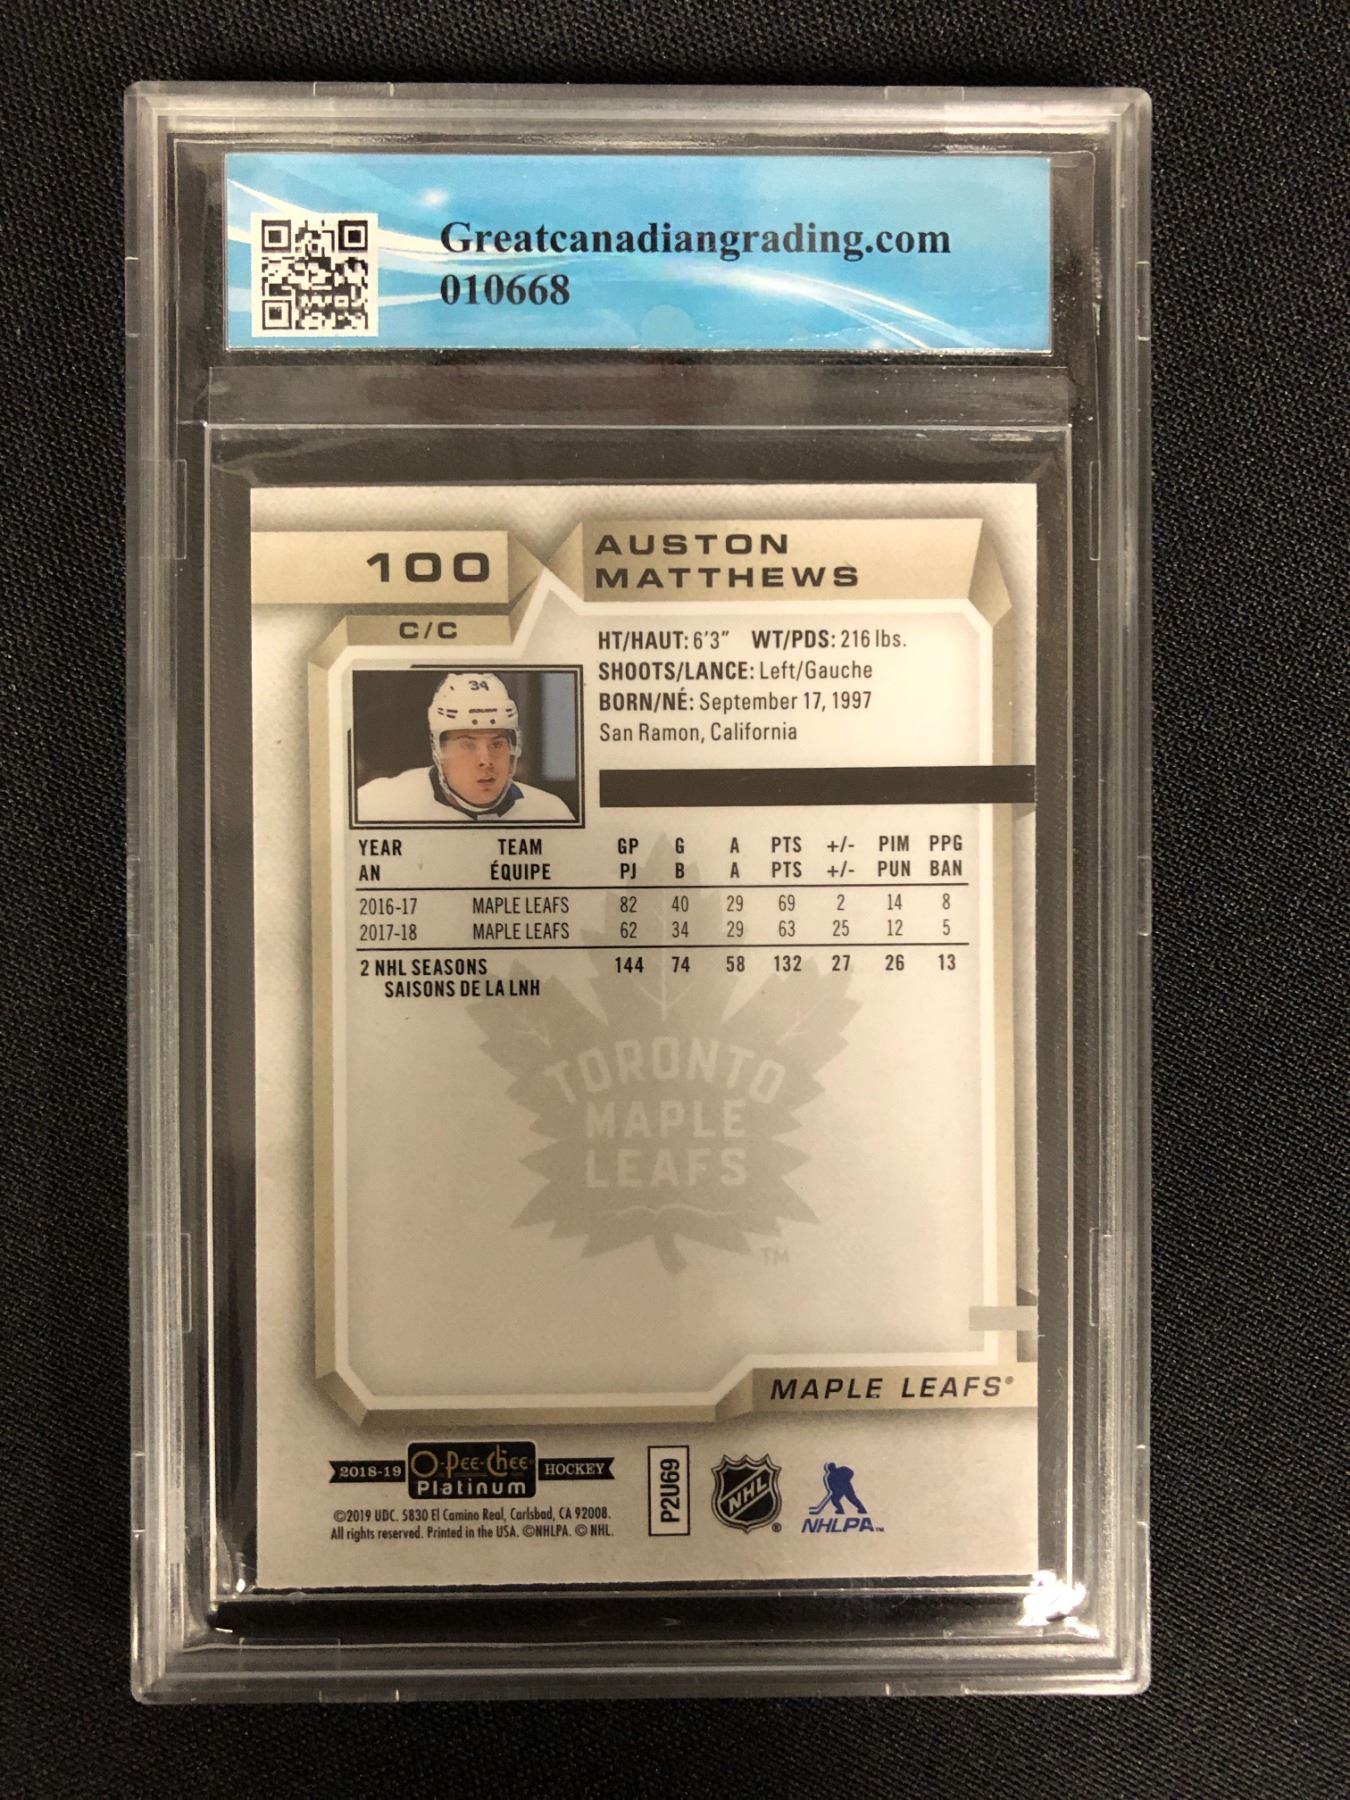 Greatcanadiangrading.com
010668
100
AUSTON
MATTHEWS
C/C
HT/HAUT: 6'3" WT/PDS: 216 lbs.
SHOOTS/LANCE: Left/Gauche
BORN/NÉ: September 17, 1997
San Ramon, California
34
YEAR TEAM GP G A PTS +/- PIM PPG
AN ÉQUIPE PJ B A PTS +/- PUN BAN
2016-17 MAPLE LEAFS 82 40 29 69 2 14 8
2017-18 MAPLE LEAFS 62 34 29 63 25 12 5
2 NHL SEASONS 144 74 58 132 27 26 13
SAISONS DE LA LNH
TORONTO
MAPLE
LEAFS
TM
MAPLE LEAFS®
2018-19 O-Pee-Chee HOCKEY
Platinum
©2019 UDC. 5830 El Camino Real, Carlsbad, CA 92008.
All rights reserved. Printed in the USA. ©NHLPA. © NHL.
P2U69
NHL ®
NHLPA™